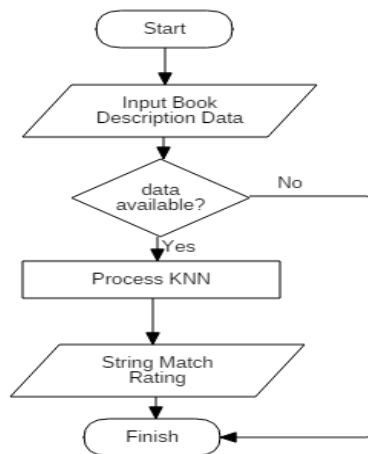 Start
Input Book
Description Data
data
available?
No
Yes
Process KNN
String Match
Rating
Finish